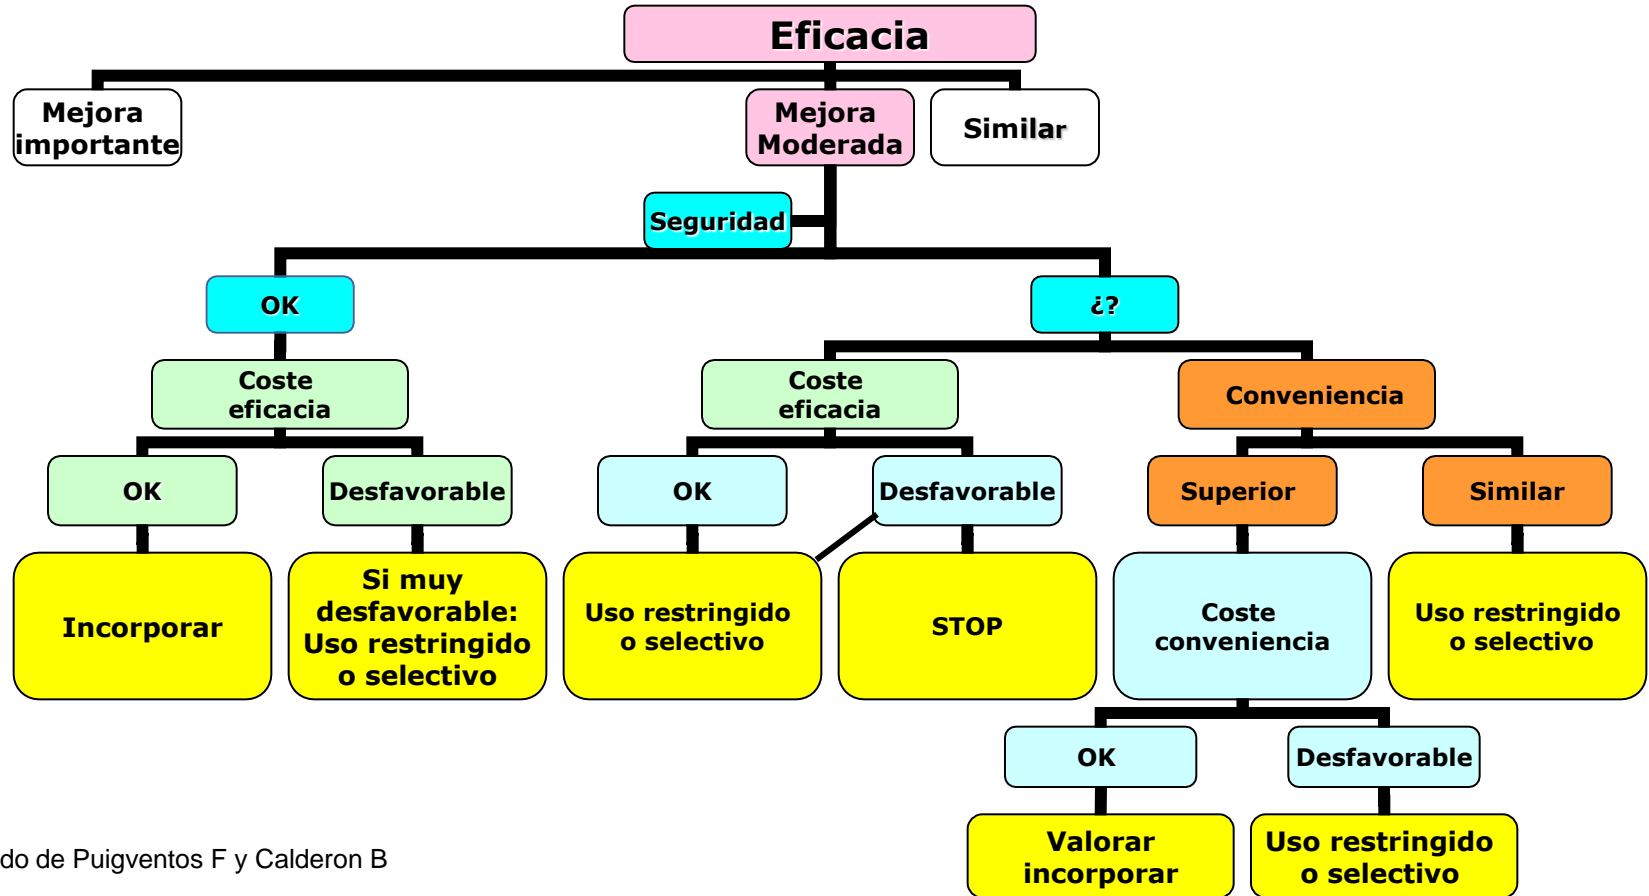 Eficacia
Mejora
importante
Mejora
Moderada
Similar
Seguridad
OK
¿?
Coste
eficacia
Coste
eficacia
Conveniencia
OK
Desfavorable
OK
Desfavorable
Superior
Similar
Incorporar
Si muy
desfavorable:
Uso restringido
o selectivo
Uso restringido
o selectivo
STOP
Coste
conveniencia
Uso restringido
o selectivo
OK
Desfavorable
Valorar
incorporar
Uso restringido
o selectivo
do de Puigventos F y Calderon B